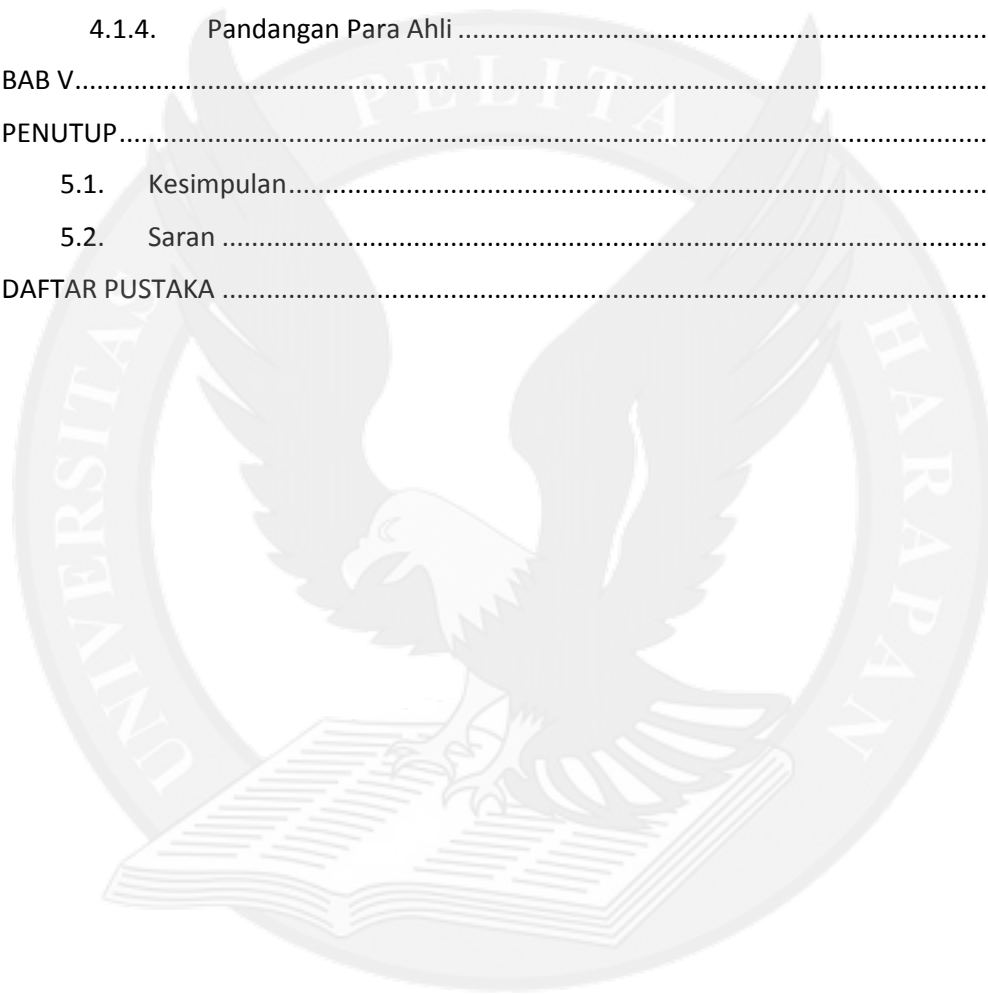 4.1.4. Pandangan Para Ahli ........................................................................................
BAB V........................................................................................................................
PENUTUP..................................................................................................................
5.1. Kesimpulan.......................................................................................................
5.2. Saran ................................................................................................................
DAFTAR PUSTAKA ....................................................................................................
UNIVERSITAS PELITA HARAPAN